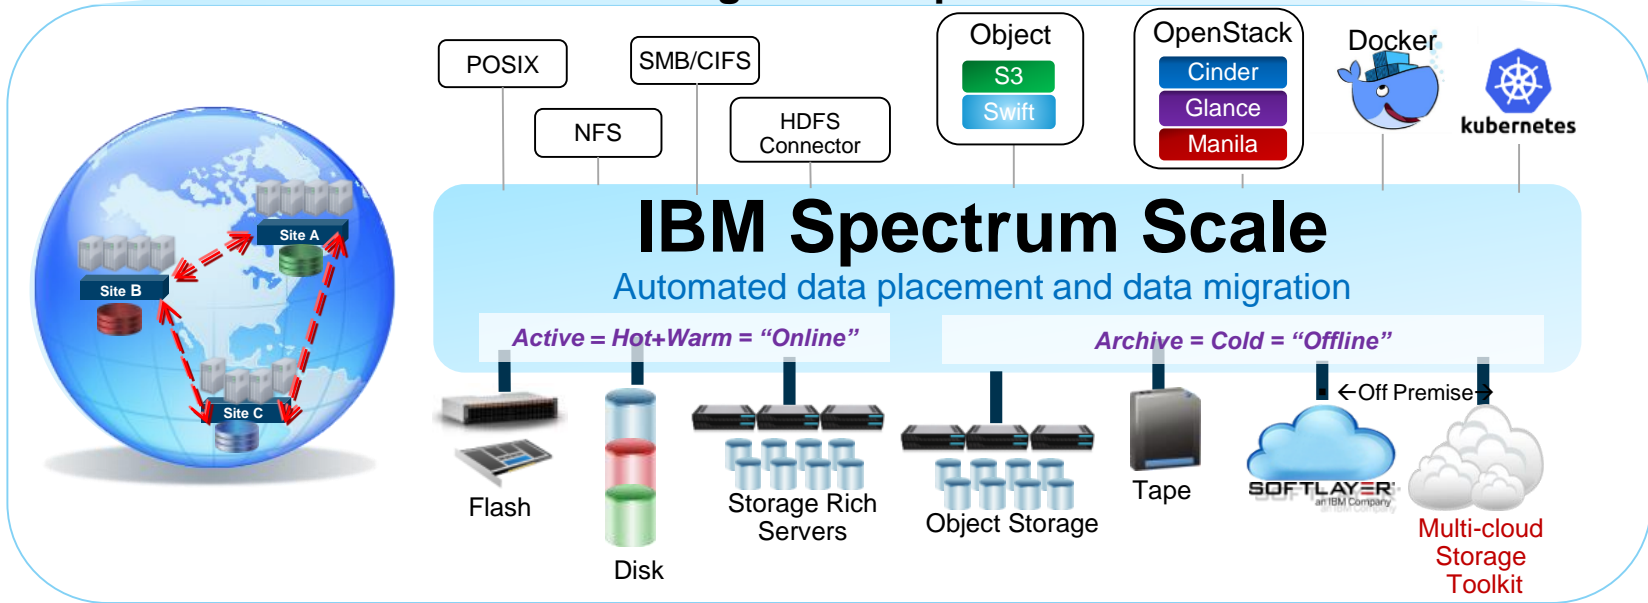 POSIX
SMB/CIFS
Object
S3
Swift
OpenStack
Cinder
Glance
Manila
Docker
kubernetes
NFS
HDFS
Connector
IBM Spectrum Scale
Automated data placement and data migration
Active = Hot+Warm = “Online”
Archive = Cold = “Offline”
Site A
Site B
Site C
←Off Premise→
Flash
Disk
Storage Rich
Servers
Object Storage
Tape
SOFTLAYER
an IBM Company
Multi-cloud
Storage
Toolkit